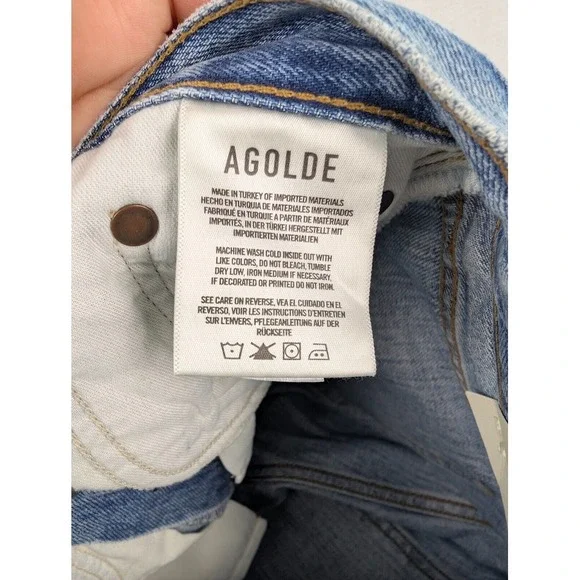 AGOLDE
MADE IN TURKEY OF IMPORTED MATERIALS
HECHO EN TURQUIA DE MATERIALES IMPORTADOS
FABRIQUÉ EN TURQUIE A PARTIR DE MATIÈRES
IMPORTÉS, IN DER TÜRKEI HERGESTELLT MIT
IMPORTIERTEN MATERIALIEN
MACHINE WASH COLD INSIDE OUT WITH
LIKE COLORS, DO NOT BLEACH, TUMBLE
DRY LOW, IRON MEDIUM IF NECESSARY.
IF DECORATED OR PRINTED DO NOT IRON.
SEE CARE ON REVERSE, VEA EL CUIDADO EN EL
REVERSO, VOIR LES INSTRUCTIONS D'ENTRETIEN
SUR L'ENVERS, PFLEGEANLEITUNG AUF DER
RÜCKSEITE